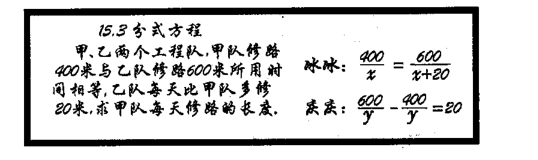 15.3分式方程
甲、乙两个工程队,甲队修路
400米与乙队修路600米所用时
间相等,乙队每天比甲队多修
20米,求甲队每天修路的长度.
冰冰: 400/x = 600/(x+20)
庆庆: 600/y - 400/y = 20